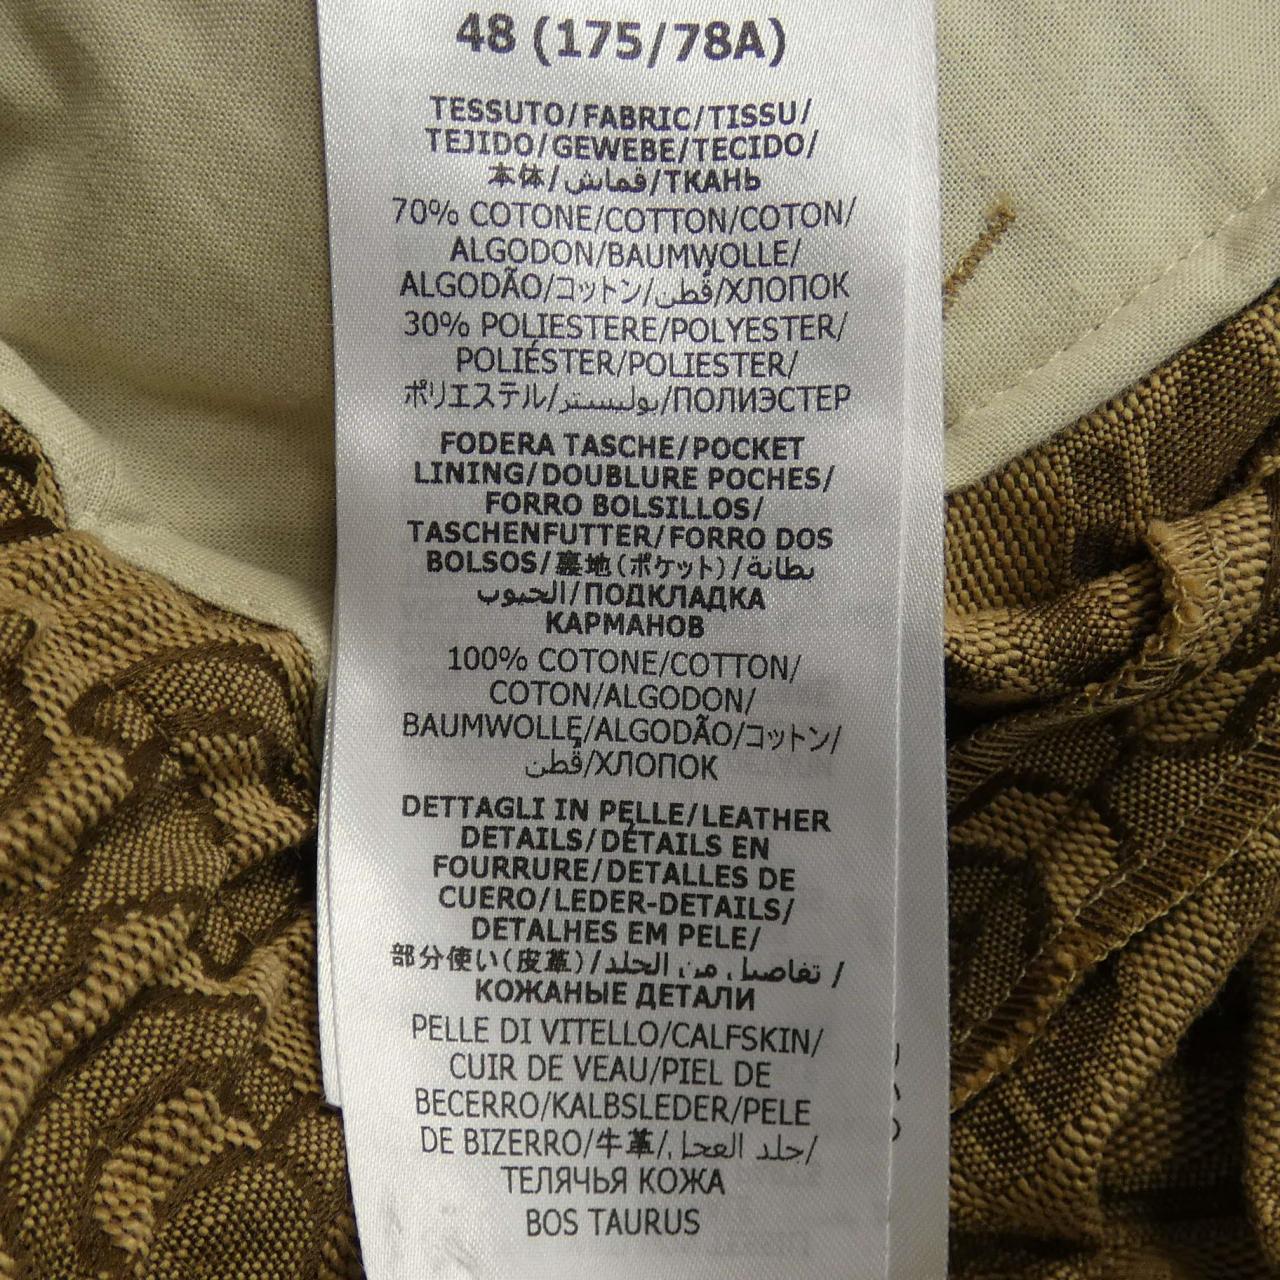 48 (175/78A)
TESSUTO/FABRIC/TISSU/
TEJIDO/GEWEBE/TECIDO/
本体/قماش/ТКАНЬ
70% COTONE/COTTON/COTON/
ALGODON/BAUMWOLLE/
ALGODÃO/コットン/قُطن/ХЛОПОК
30% POLIESTERE/POLYESTER/
POLIÉSTER/POLIESTER/
ポリエステル/بوليستر/ПОЛИЭСТЕР
FODERA TASCHE/POCKET
LINING/DOUBLURE POCHES/
FORRO BOLSILLOS/
TASCHENFUTTER/FORRO DOS
BOLSOS/裏地(ポケット)/بطانة
الجيوب/ПОДКЛАДКА
КАРМАНОВ
100% COTONE/COTTON/
COTON/ALGODON/
BAUMWOLLE/ALGODÃO/コットン/
قُطن/ХЛОПОК
DETTAGLI IN PELLE/LEATHER
DETAILS/DÉTAILS EN
FOURRURE/DETALLES DE
CUERO/LEDER-DETAILS/
DETALHES EM PELE/
部分使い(皮革)/تفاصيل من الجلد/
КОЖАНЫЕ ДЕТАЛИ
PELLE DI VITELLO/CALFSKIN/
CUIR DE VEAU/PIEL DE
BECERRO/KALBSLEDER/PELE
DE BIZERRO/牛革/جلد العجل/
ТЕЛЯЧЬЯ КОЖА
BOS TAURUS